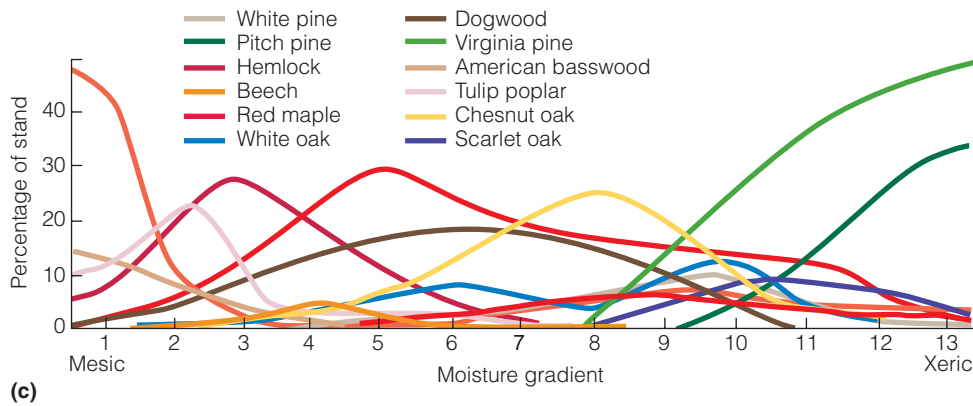 White pine
Pitch pine
Hemlock
Beech
Red maple
White oak
Dogwood
Virginia pine
American basswood
Tulip poplar
Chesnut oak
Scarlet oak
Percentage of stand
40
30
20
10
0
1 2 3 4 5 6 7 8 9 10 11 12 13
Mesic Xeric
Moisture gradient
(c)